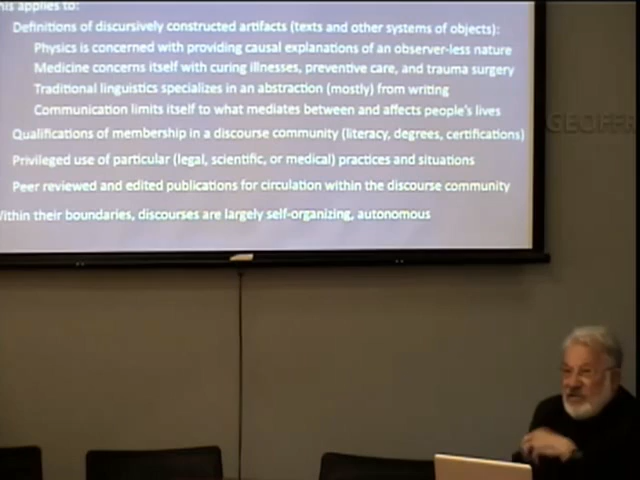 his applies to:
Definitions of discursively constructed artifacts (texts and other systems of objects):
Physics is concerned with providing causal explanations of an observer-less nature
Medicine concerns itself with curing illnesses, preventive care, and trauma surgery
Traditional linguistics specializes in an abstraction (mostly) from writing
Communication limits itself to what mediates between and affects people's lives
Qualifications of membership in a discourse community (literacy, degrees, certifications)
Privileged use of particular (legal, scientific, or medical) practices and situations
Peer reviewed and edited publications for circulation within the discourse community
Within their boundaries, discourses are largely self-organizing, autonomous
GEOFFR